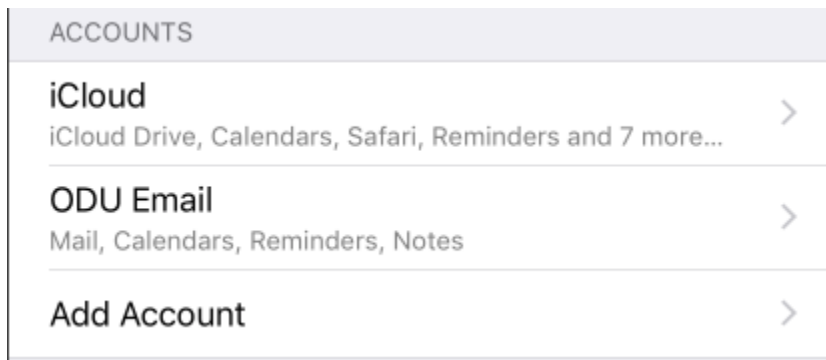 ACCOUNTS
iCloud
iCloud Drive, Calendars, Safari, Reminders and 7 more...
ODU Email
Mail, Calendars, Reminders, Notes
Add Account